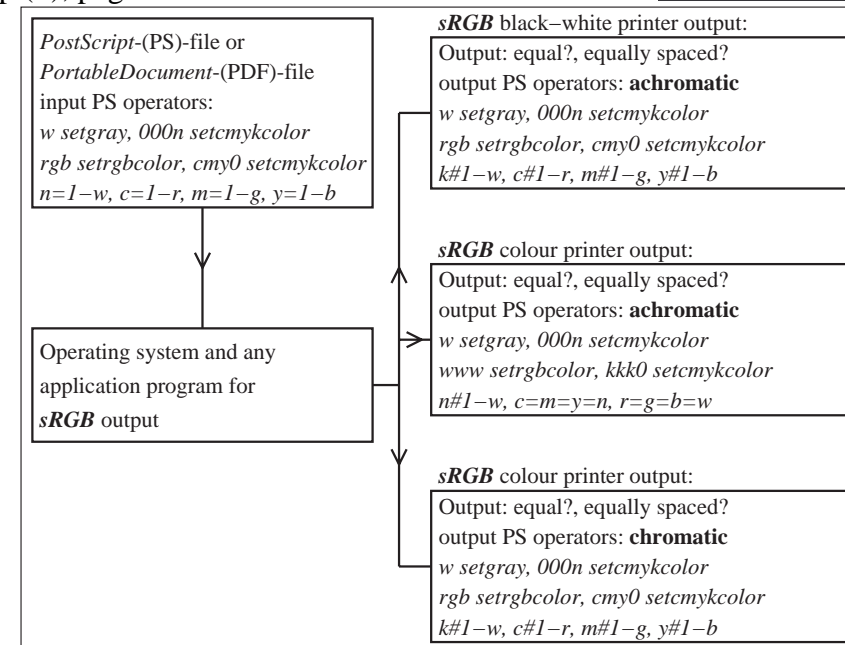 sRGB black−white printer output:
PostScript-(PS)-file or
PortableDocument-(PDF)-file
input PS operators:
w setgray, 000n setcmykcolor
rgb setrgbcolor, cmy0 setcmykcolor
n=1−w, c=1−r, m=1−g, y=1−b
Output: equal?, equally spaced?
output PS operators: achromatic
w setgray, 000n setcmykcolor
rgb setrgbcolor, cmy0 setcmykcolor
k#1−w, c#1−r, m#1−g, y#1−b
Operating system and any
application program for
sRGB output
sRGB colour printer output:
Output: equal?, equally spaced?
output PS operators: achromatic
w setgray, 000n setcmykcolor
www setrgbcolor, kkk0 setcmykcolor
n#1−w, c=m=y=n, r=g=b=w
sRGB colour printer output:
Output: equal?, equally spaced?
output PS operators: chromatic
w setgray, 000n setcmykcolor
rgb setrgbcolor, cmy0 setcmykcolor
k#1−w, c#1−r, m#1−g, y#1−b